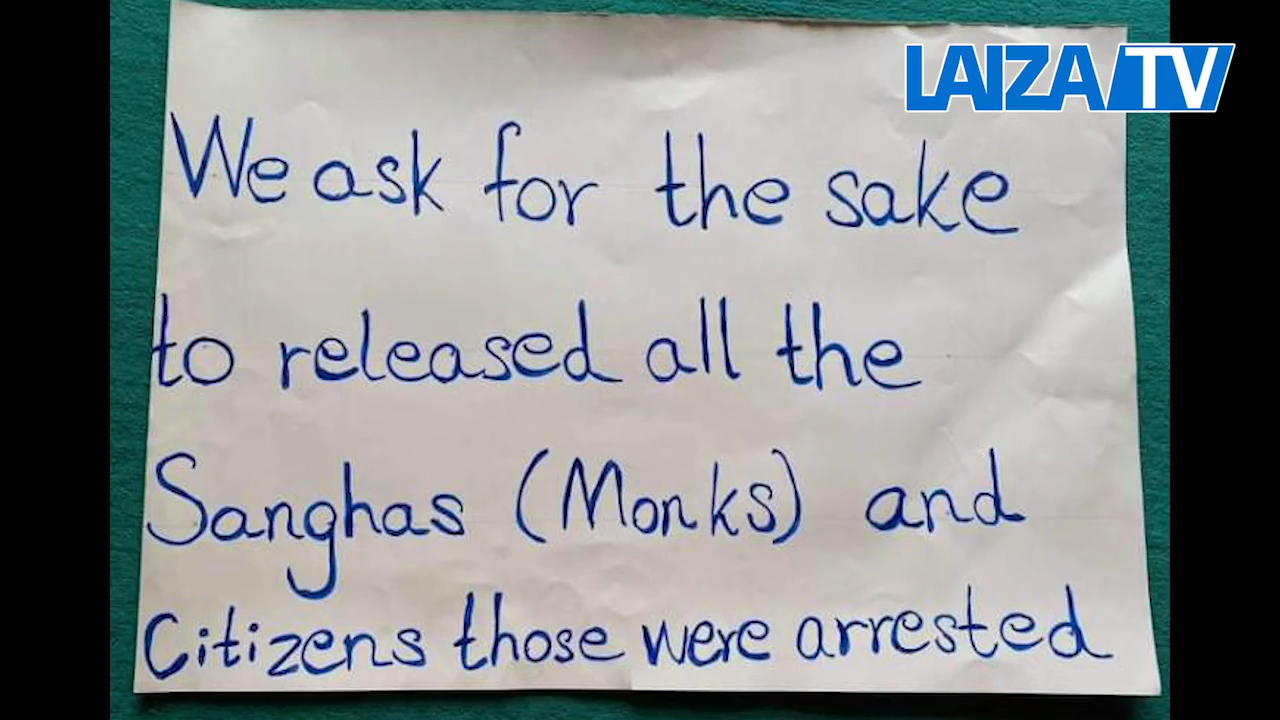 LAIZA TV
We ask for the sake
to released all the
Sanghas (Monks) and
Citizens those were arrested